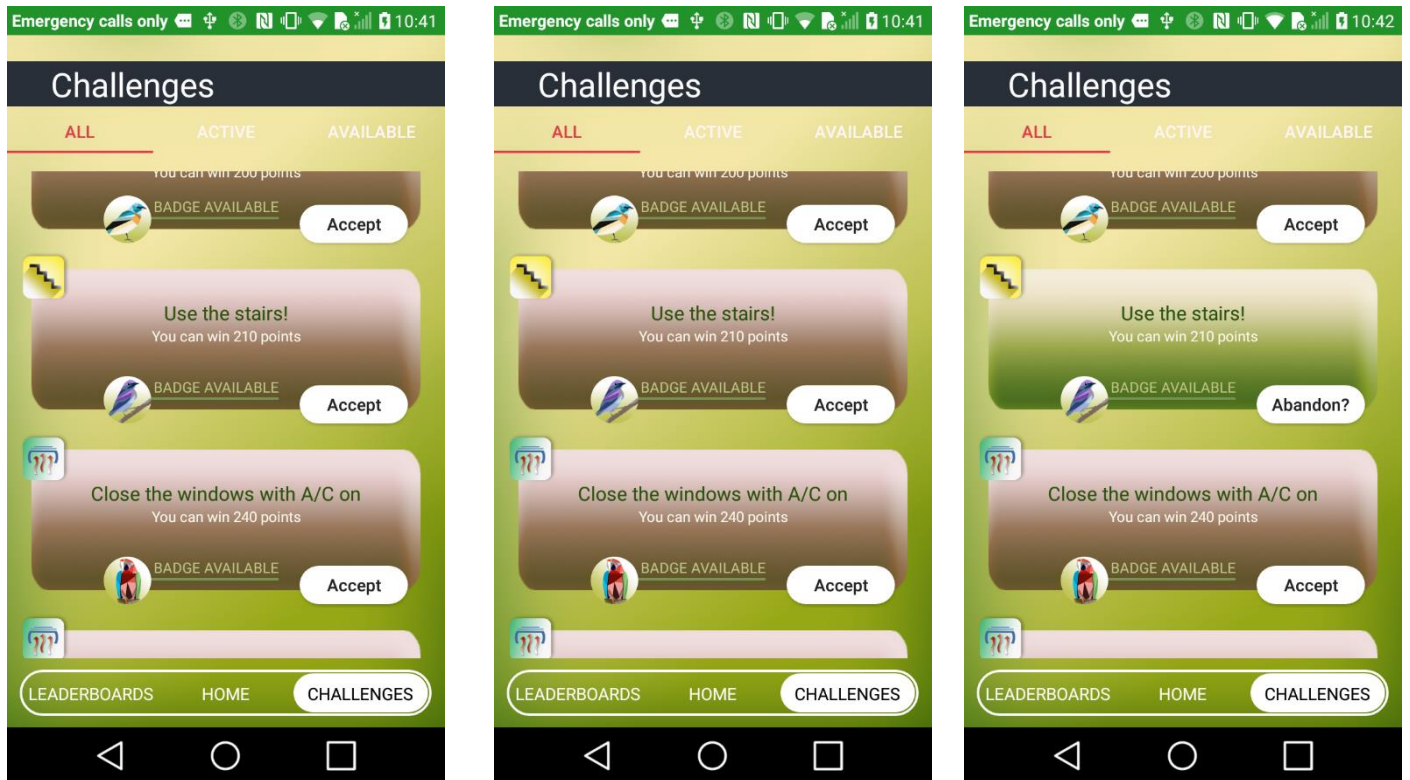 Emergency calls only 10:41
Challenges
ALL ACTIVE AVAILABLE
You can win 200 points
BADGE AVAILABLE
Accept
Use the stairs!
You can win 210 points
BADGE AVAILABLE
Accept
Close the windows with A/C on
You can win 240 points
BADGE AVAILABLE
Accept
LEADERBOARDS HOME CHALLENGES
Emergency calls only 10:41
Challenges
ALL ACTIVE AVAILABLE
You can win 200 points
BADGE AVAILABLE
Accept
Use the stairs!
You can win 210 points
BADGE AVAILABLE
Accept
Close the windows with A/C on
You can win 240 points
BADGE AVAILABLE
Accept
LEADERBOARDS HOME CHALLENGES
Emergency calls only 10:42
Challenges
ALL ACTIVE AVAILABLE
You can win 200 points
BADGE AVAILABLE
Accept
Use the stairs!
You can win 210 points
BADGE AVAILABLE
Abandon?
Close the windows with A/C on
You can win 240 points
BADGE AVAILABLE
Accept
LEADERBOARDS HOME CHALLENGES